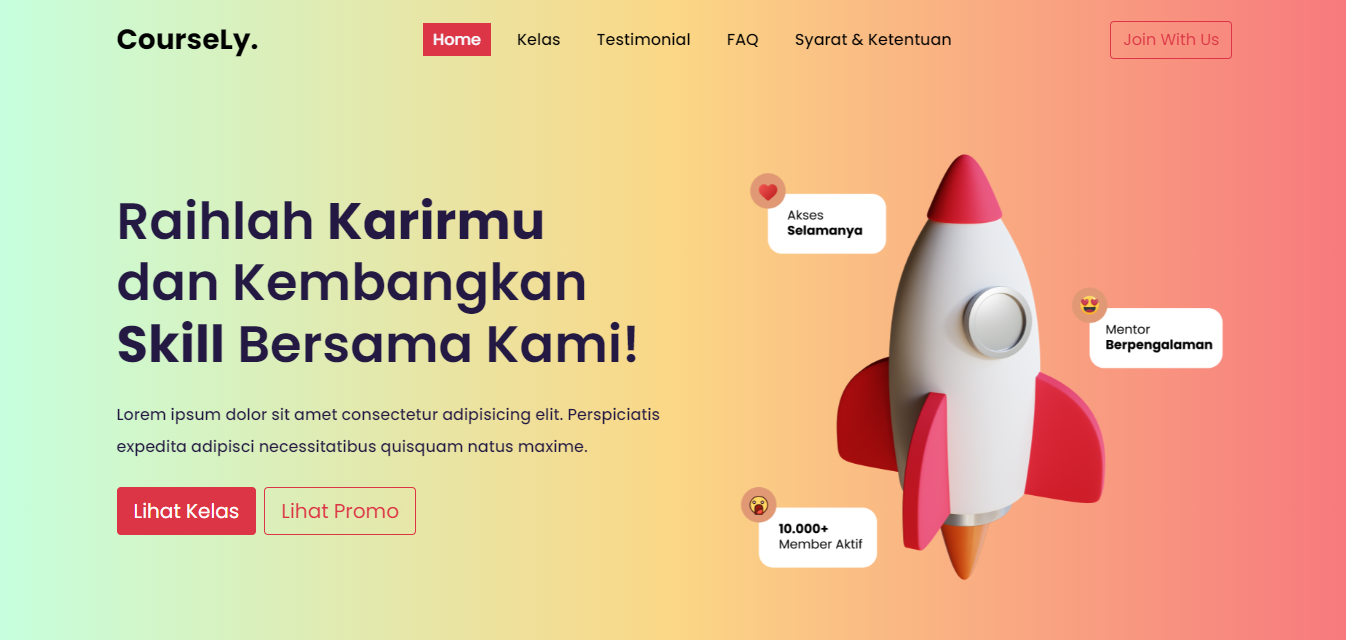 CourseLy.
Home
Kelas
Testimonial
FAQ
Syarat & Ketentuan
Join With Us
Raihlah Karirmu
dan Kembangkan
Skill Bersama Kami!
Lorem ipsum dolor sit amet consectetur adipisicing elit. Perspiciatis
expedita adipisci necessitatibus quisquam natus maxime.
Lihat Kelas
Lihat Promo
Akses
Selamanya
Mentor
Berpengalaman
10.000+
Member Aktif